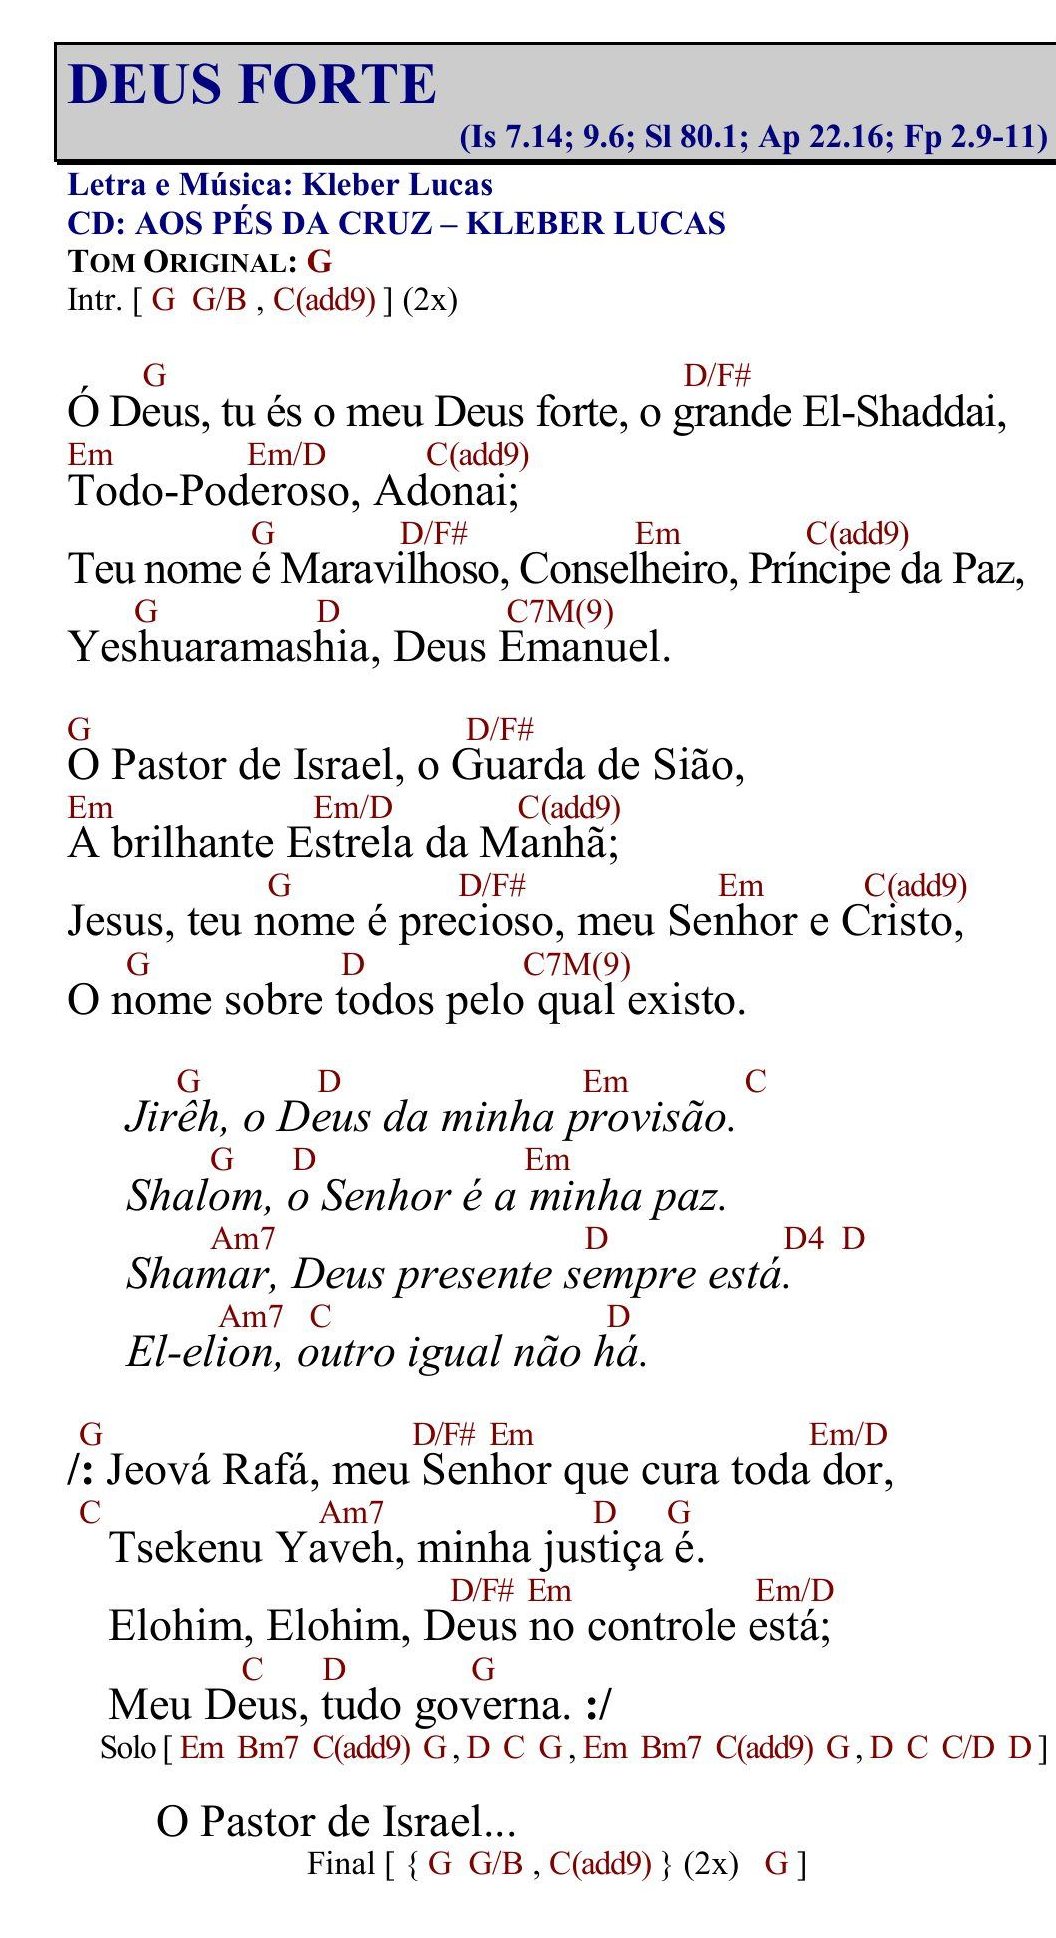 DEUS FORTE
(Is 7.14; 9.6; Sl 80.1; Ap 22.16; Fp 2.9-11)
Letra e Música: Kleber Lucas
CD: AOS PÉS DA CRUZ – KLEBER LUCAS
TOM ORIGINAL: G
Intr. [ G G/B , C(add9) ] (2x)
G D/F#
Ó Deus, tu és o meu Deus forte, o grande El-Shaddai,
Em Em/D C(add9)
Todo-Poderoso, Adonai;
G D/F# Em C(add9)
Teu nome é Maravilhoso, Conselheiro, Príncipe da Paz,
G D C7M(9)
Yeshuaramashia, Deus Emanuel.
G D/F#
O Pastor de Israel, o Guarda de Sião,
Em Em/D C(add9)
A brilhante Estrela da Manhã;
G D/F# Em C(add9)
Jesus, teu nome é precioso, meu Senhor e Cristo,
G D C7M(9)
O nome sobre todos pelo qual existo.
G D Em C
Jirêh, o Deus da minha provisão.
G D Em
Shalom, o Senhor é a minha paz.
Am7 D D4 D
Shamar, Deus presente sempre está.
Am7 C D
El-elion, outro igual não há.
G D/F# Em Em/D
/: Jeová Rafá, meu Senhor que cura toda dor,
C Am7 D G
Tsekenu Yaveh, minha justiça é.
D/F# Em Em/D
Elohim, Elohim, Deus no controle está;
C D G
Meu Deus, tudo governa. :/
Solo [ Em Bm7 C(add9) G , D C G , Em Bm7 C(add9) G , D C C/D D ]
O Pastor de Israel...
Final [ { G G/B , C(add9) } (2x) G ]